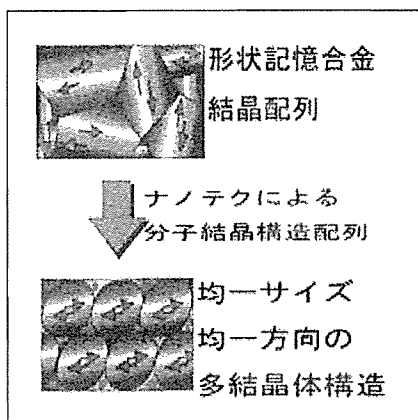 形状記憶合金
結晶配列
ナノテクによる
分子結晶構造配列
均一サイズ
均一方向の
多結晶体構造